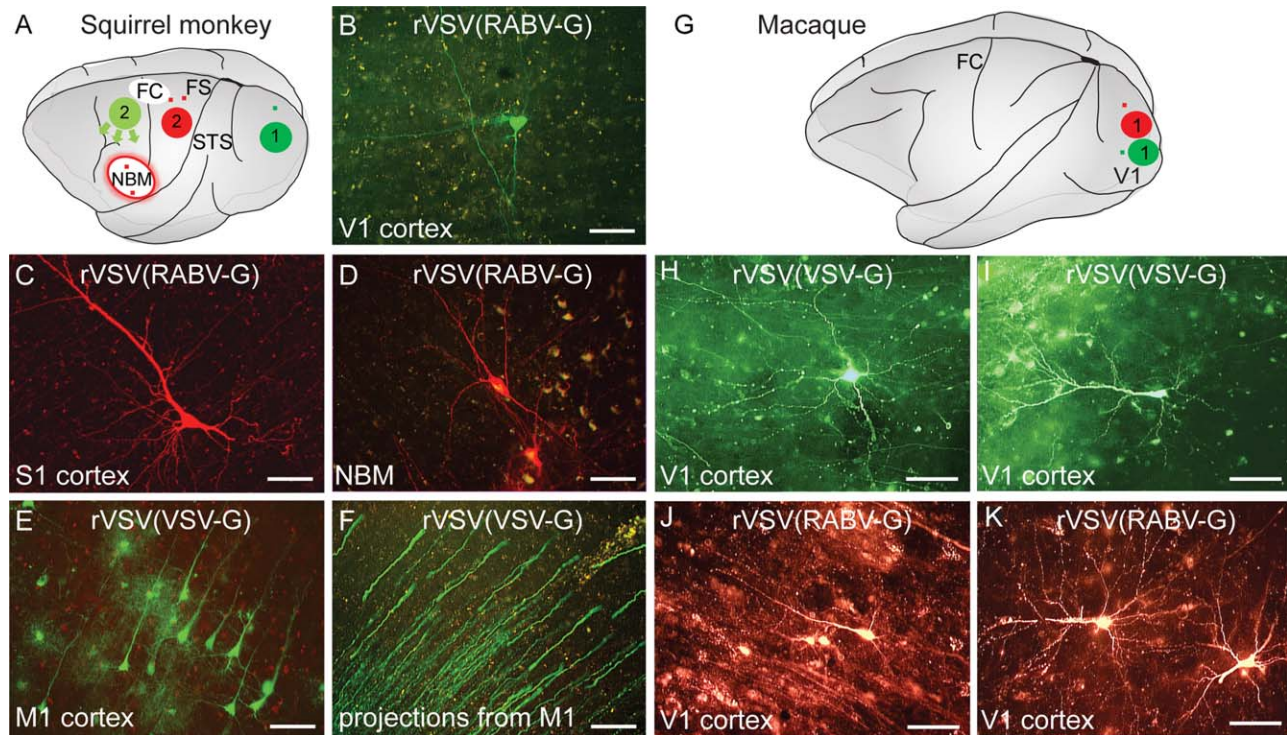 A Squirrel monkey
FC
FS
2
2
1
STS
NBM
B rVSV(RABV-G)
V1 cortex
G Macaque
FC
1
1
V1
C rVSV(RABV-G)
S1 cortex
D rVSV(RABV-G)
NBM
H rVSV(VSV-G)
V1 cortex
I rVSV(VSV-G)
V1 cortex
E rVSV(VSV-G)
M1 cortex
F rVSV(VSV-G)
projections from M1
J rVSV(RABV-G)
V1 cortex
K rVSV(RABV-G)
V1 cortex